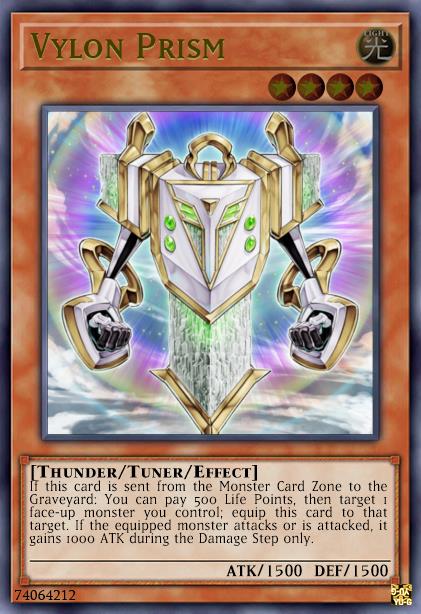 Vylon Prism
LIGHT
光
[Thunder/Tuner/Effect]
If this card is sent from the Monster Card Zone to the
Graveyard: You can pay 500 Life Points, then target 1
face-up monster you control; equip this card to that
target. If the equipped monster attacks or is attacked, it
gains 1000 ATK during the Damage Step only.
ATK/1500 DEF/1500
74064212